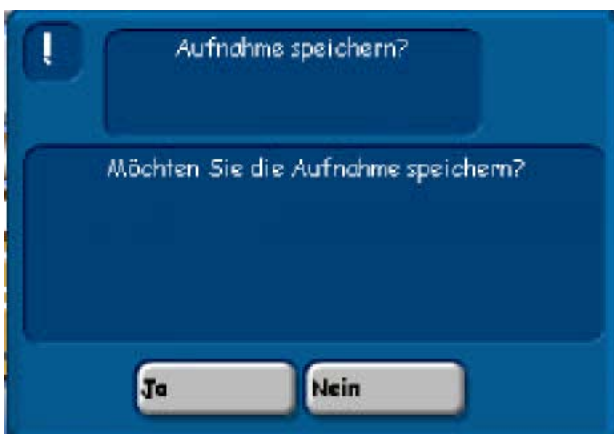 !
Aufnahme speichern?
Möchten Sie die Aufnahme speichern?
Ja
Nein